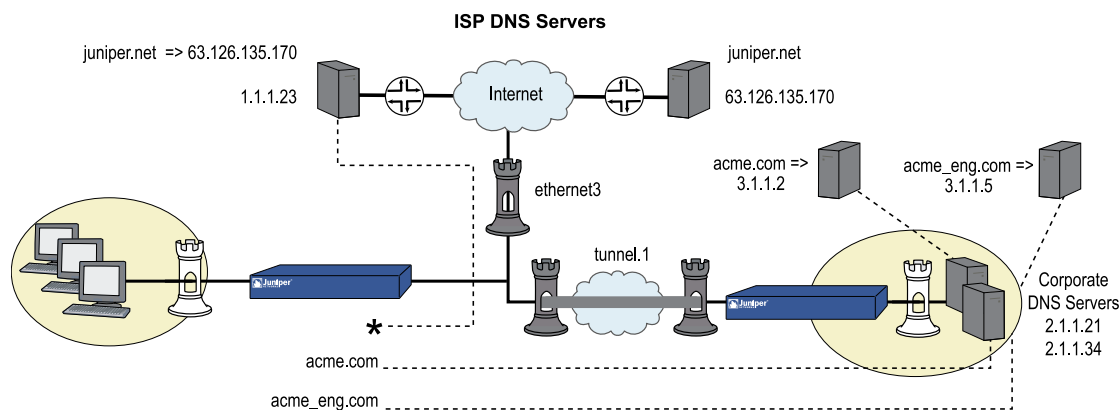 ISP DNS Servers
juniper.net => 63.126.135.170
1.1.1.23
Internet
juniper.net
63.126.135.170
acme.com =>
3.1.1.2
acme_eng.com =>
3.1.1.5
ethernet3
tunnel.1
Juniper
Juniper
Corporate
DNS Servers
2.1.1.21
2.1.1.34
*
acme.com
acme_eng.com